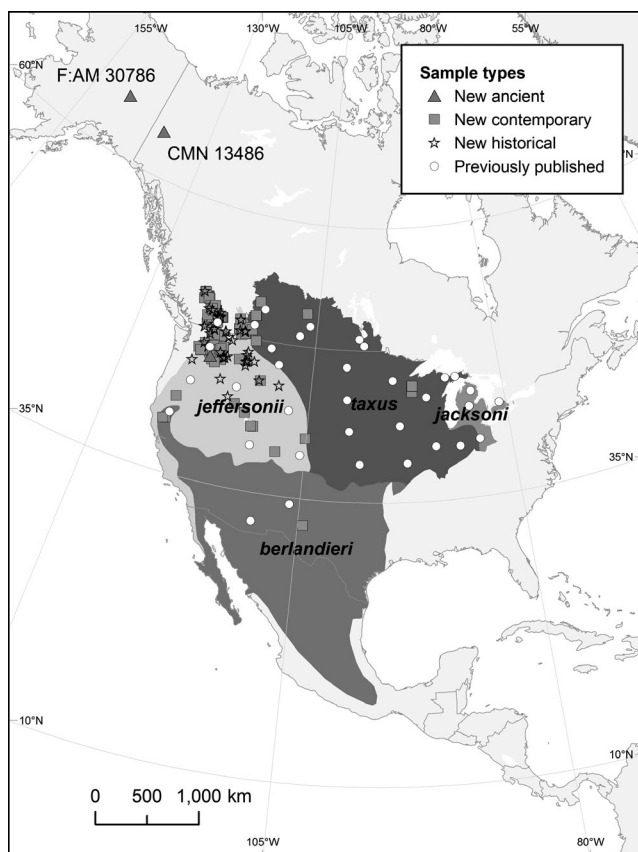 155°W
130°W
105°W
80°W
55°W
60°N
F:AM 30786
CMN 13486
Sample types
New ancient
New contemporary
New historical
Previously published
35°N
jeffersonii
taxus
jacksoni
35°N
berlandieri
10°N
10°N
0 500 1,000 km
105°W
80°W